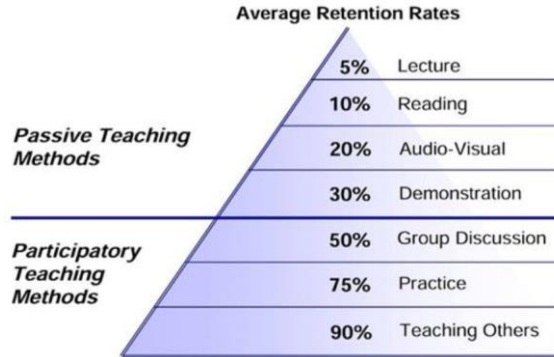 Average Retention Rates
5% Lecture
10% Reading
Passive Teaching
Methods
20% Audio-Visual
30% Demonstration
Participatory
Teaching
Methods
50% Group Discussion
75% Practice
90% Teaching Others